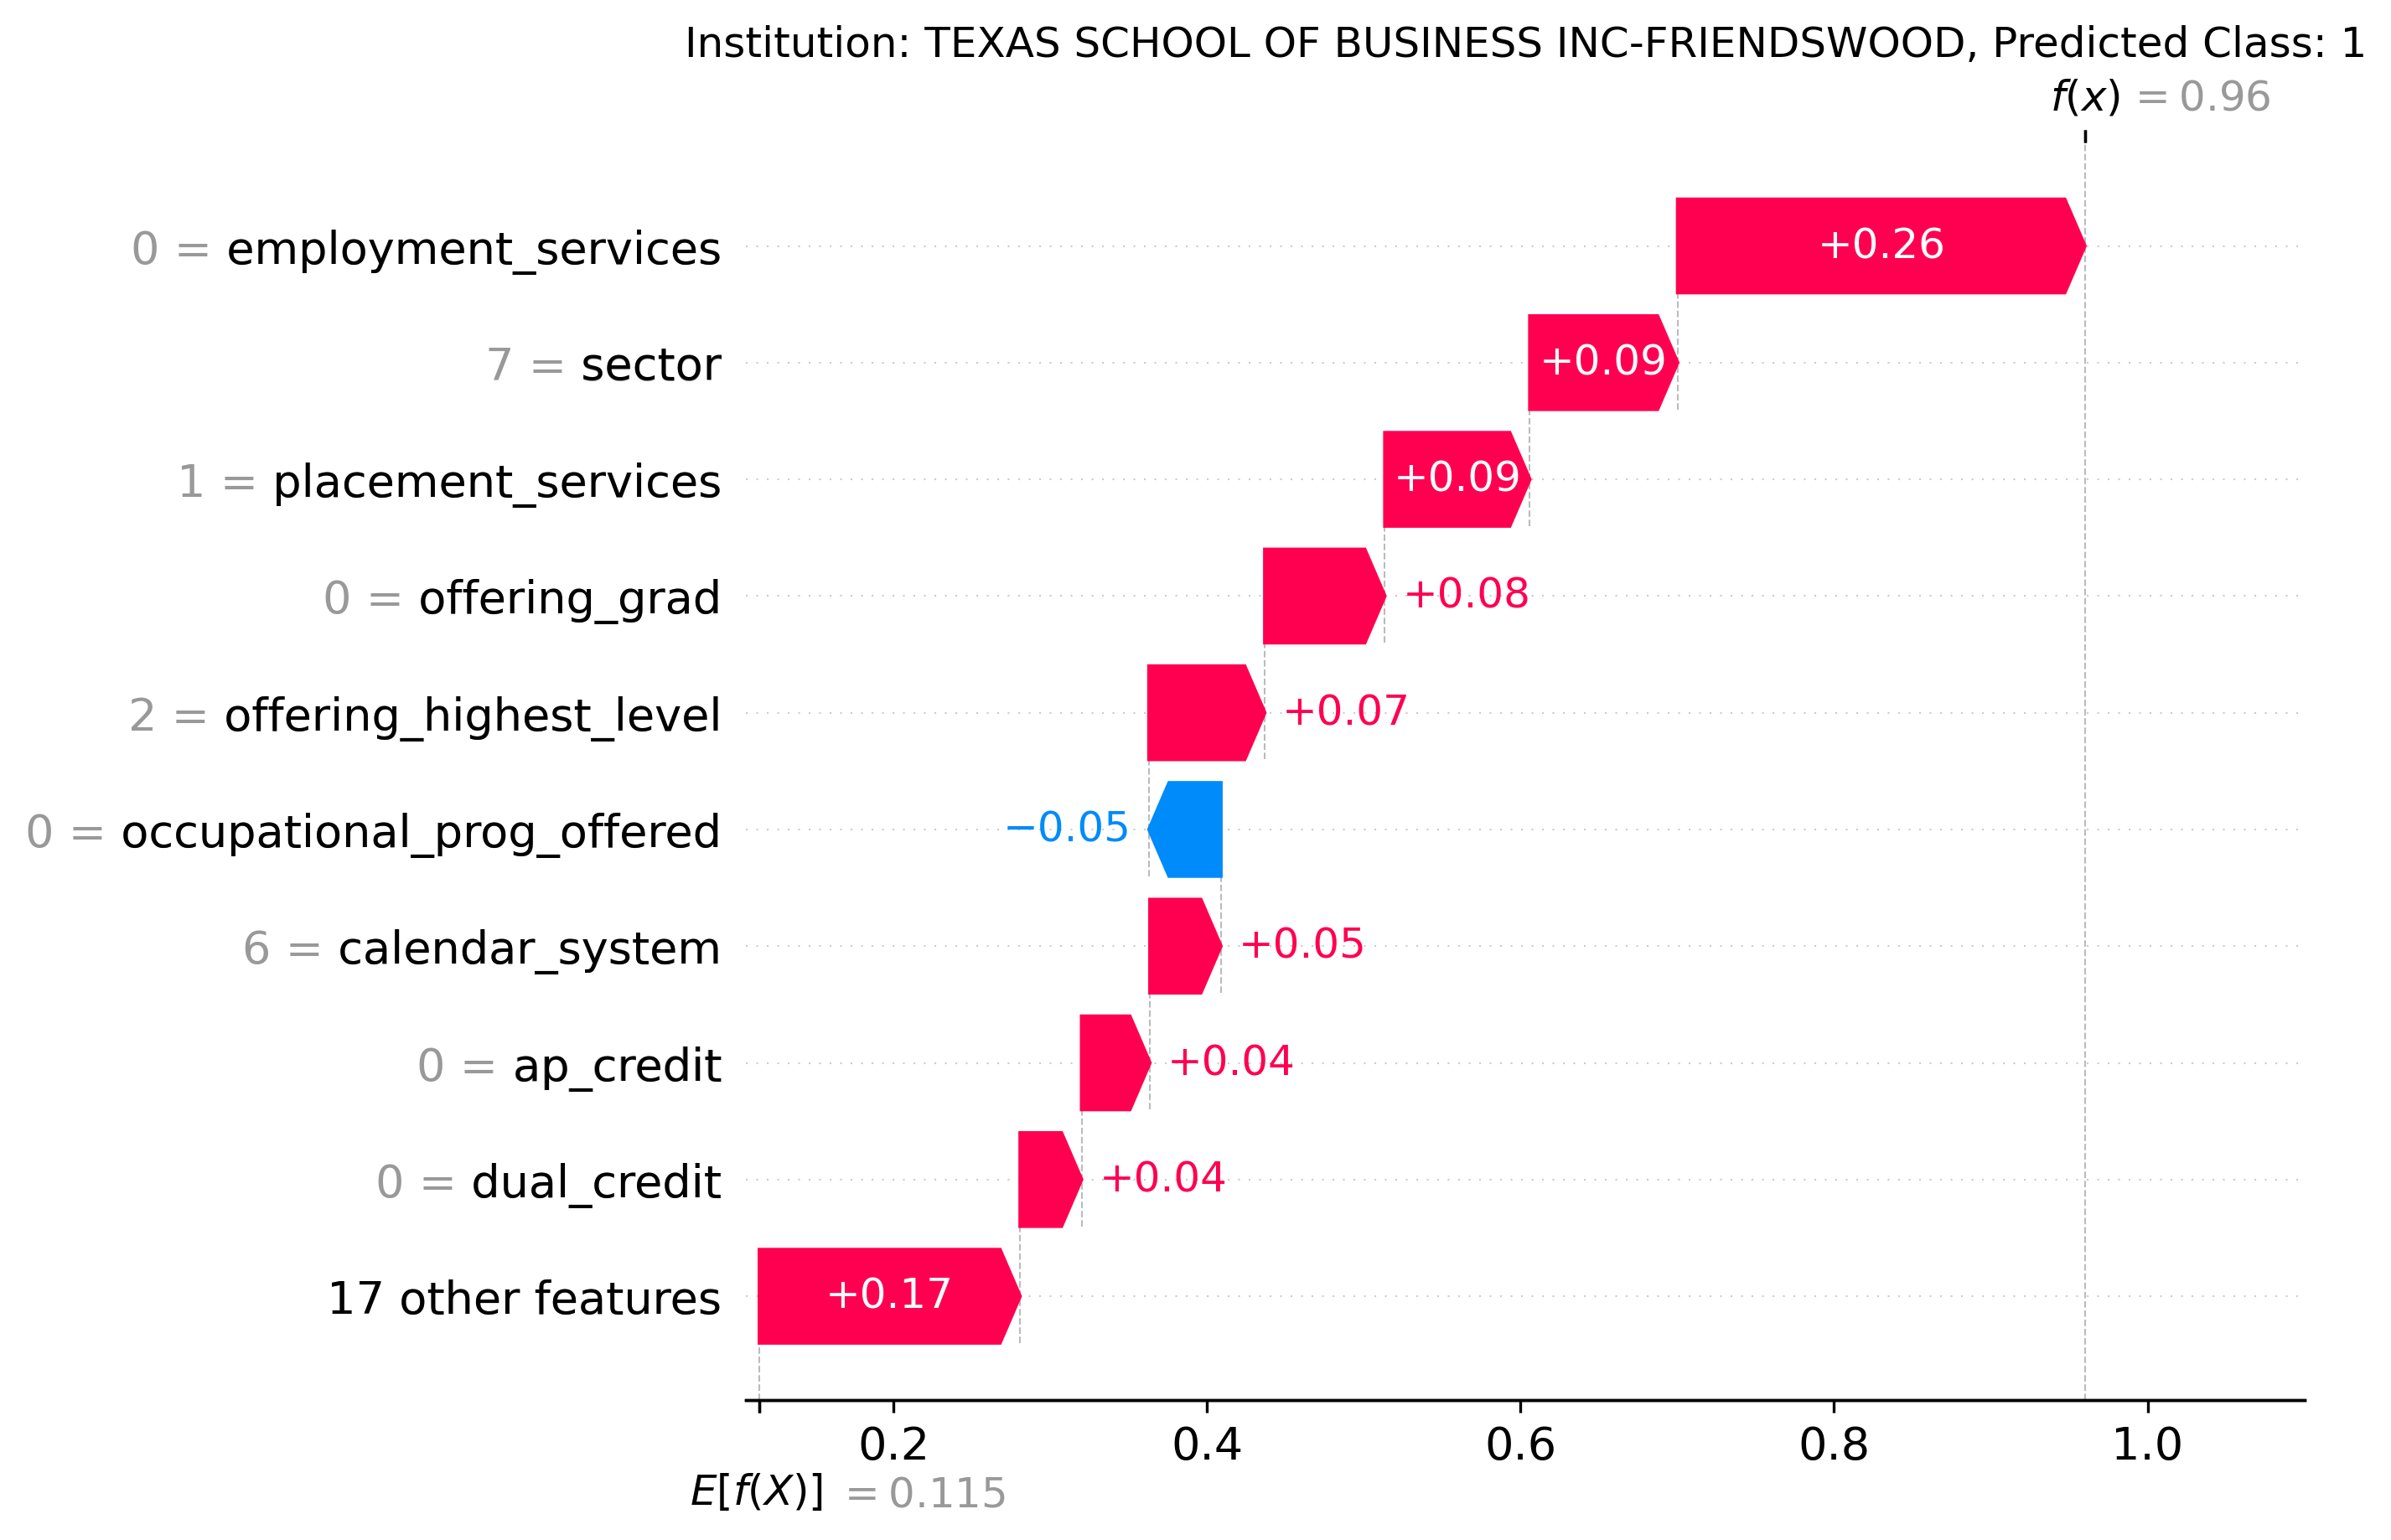 Institution: TEXAS SCHOOL OF BUSINESS INC-FRIENDSWOOD, Predicted Class: 1
f(x) = 0.96
0 = employment_services +0.26
7 = sector +0.09
1 = placement_services +0.09
0 = offering_grad +0.08
2 = offering_highest_level +0.07
0 = occupational_prog_offered −0.05
6 = calendar_system +0.05
0 = ap_credit +0.04
0 = dual_credit +0.04
17 other features +0.17
0.2 0.4 0.6 0.8 1.0
E[f(X)] = 0.115